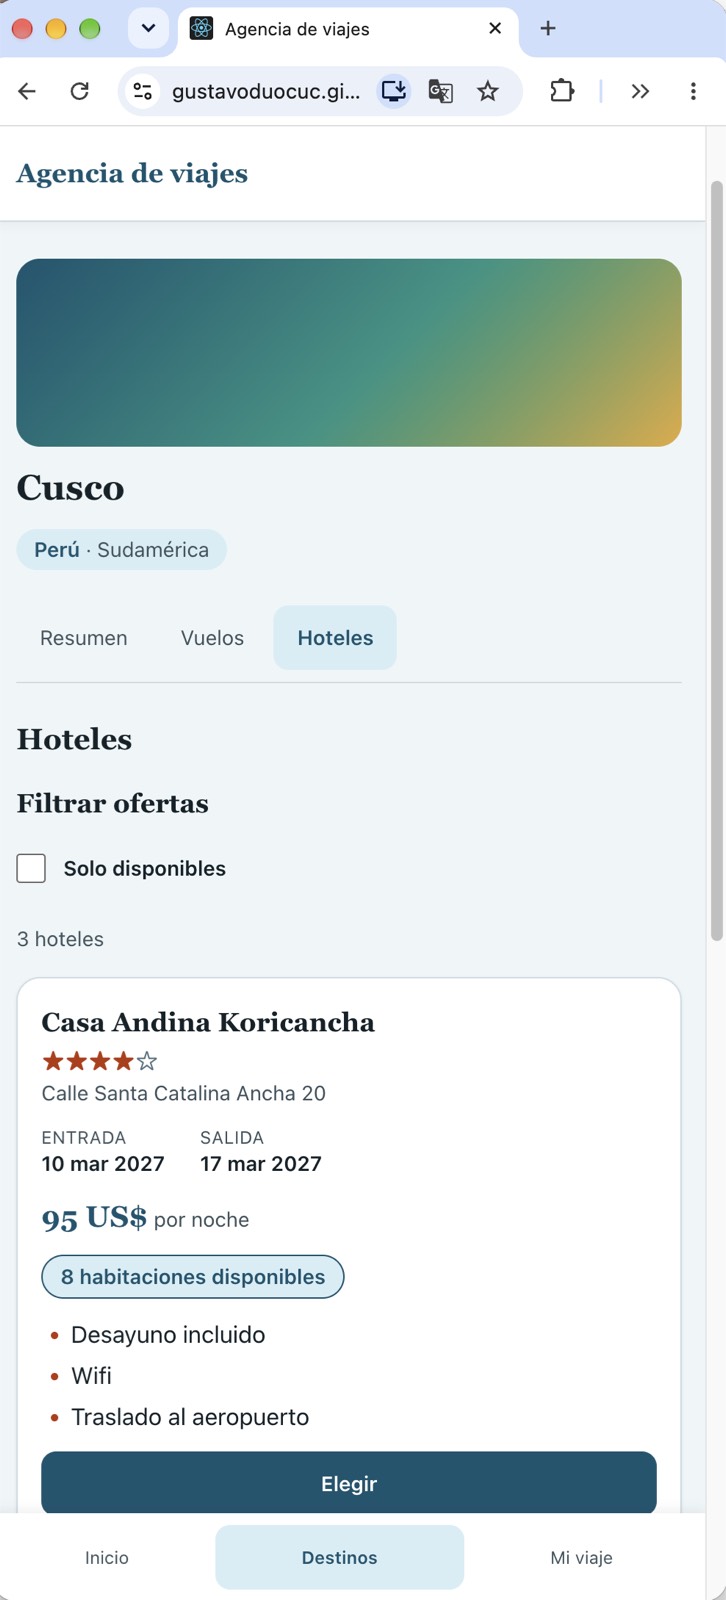 Agencia de viajes
gustavoduocuc.gi...
Agencia de viajes
Cusco
Perú · Sudamérica
Resumen Vuelos Hoteles
Hoteles
Filtrar ofertas
Solo disponibles
3 hoteles
Casa Andina Koricancha
★★★★☆
Calle Santa Catalina Ancha 20
ENTRADA SALIDA
10 mar 2027 17 mar 2027
95 US$ por noche
8 habitaciones disponibles
• Desayuno incluido
• Wifi
• Traslado al aeropuerto
Elegir
Inicio Destinos Mi viaje